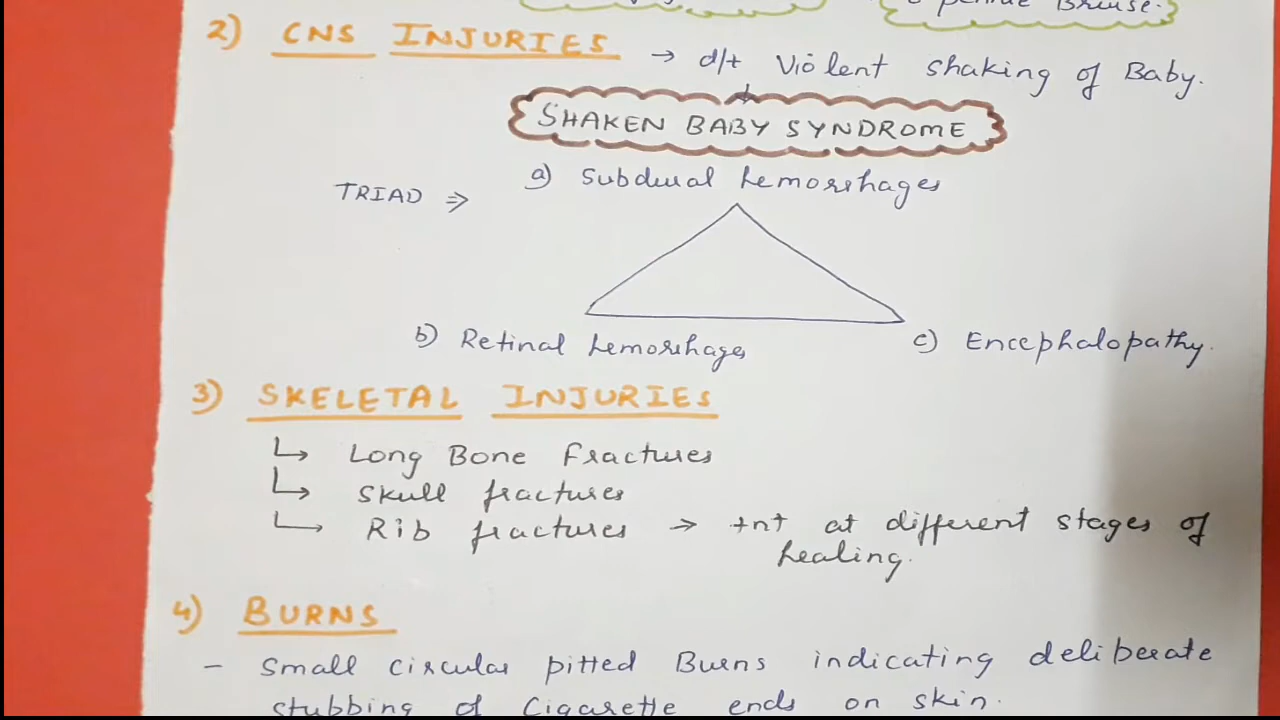 penile Bruise.
2) CNS INJURIES → d/t Violent shaking of Baby.
SHAKEN BABY SYNDROME
TRIAD ⇒ a) Subdural hemorrhages
b) Retinal hemorrhages c) Encephalopathy.
3) SKELETAL INJURIES
↳ Long Bone Fractures
↳ Skull fractures
↳ Rib fractures → +nt at different stages of
healing.
4) BURNS
- Small circular pitted Burns indicating deliberate
stubbing of Cigarette ends on skin.